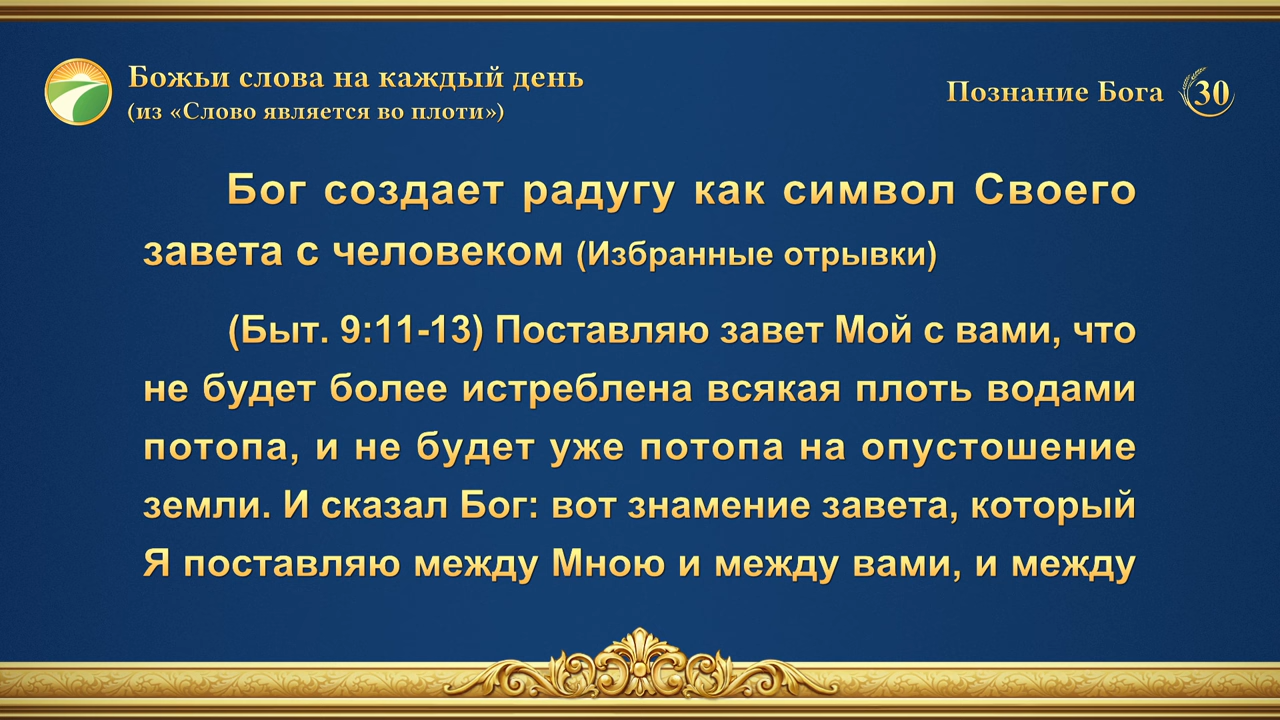 Божьи слова на каждый день
(из «Слово является во плоти»)
Познание Бога 30
Бог создает радугу как символ Своего
завета с человеком (Избранные отрывки)
(Быт. 9:11-13) Поставляю завет Мой с вами, что
не будет более истреблена всякая плоть водами
потопа, и не будет уже потопа на опустошение
земли. И сказал Бог: вот знамение завета, который
Я поставляю между Мною и между вами, и между